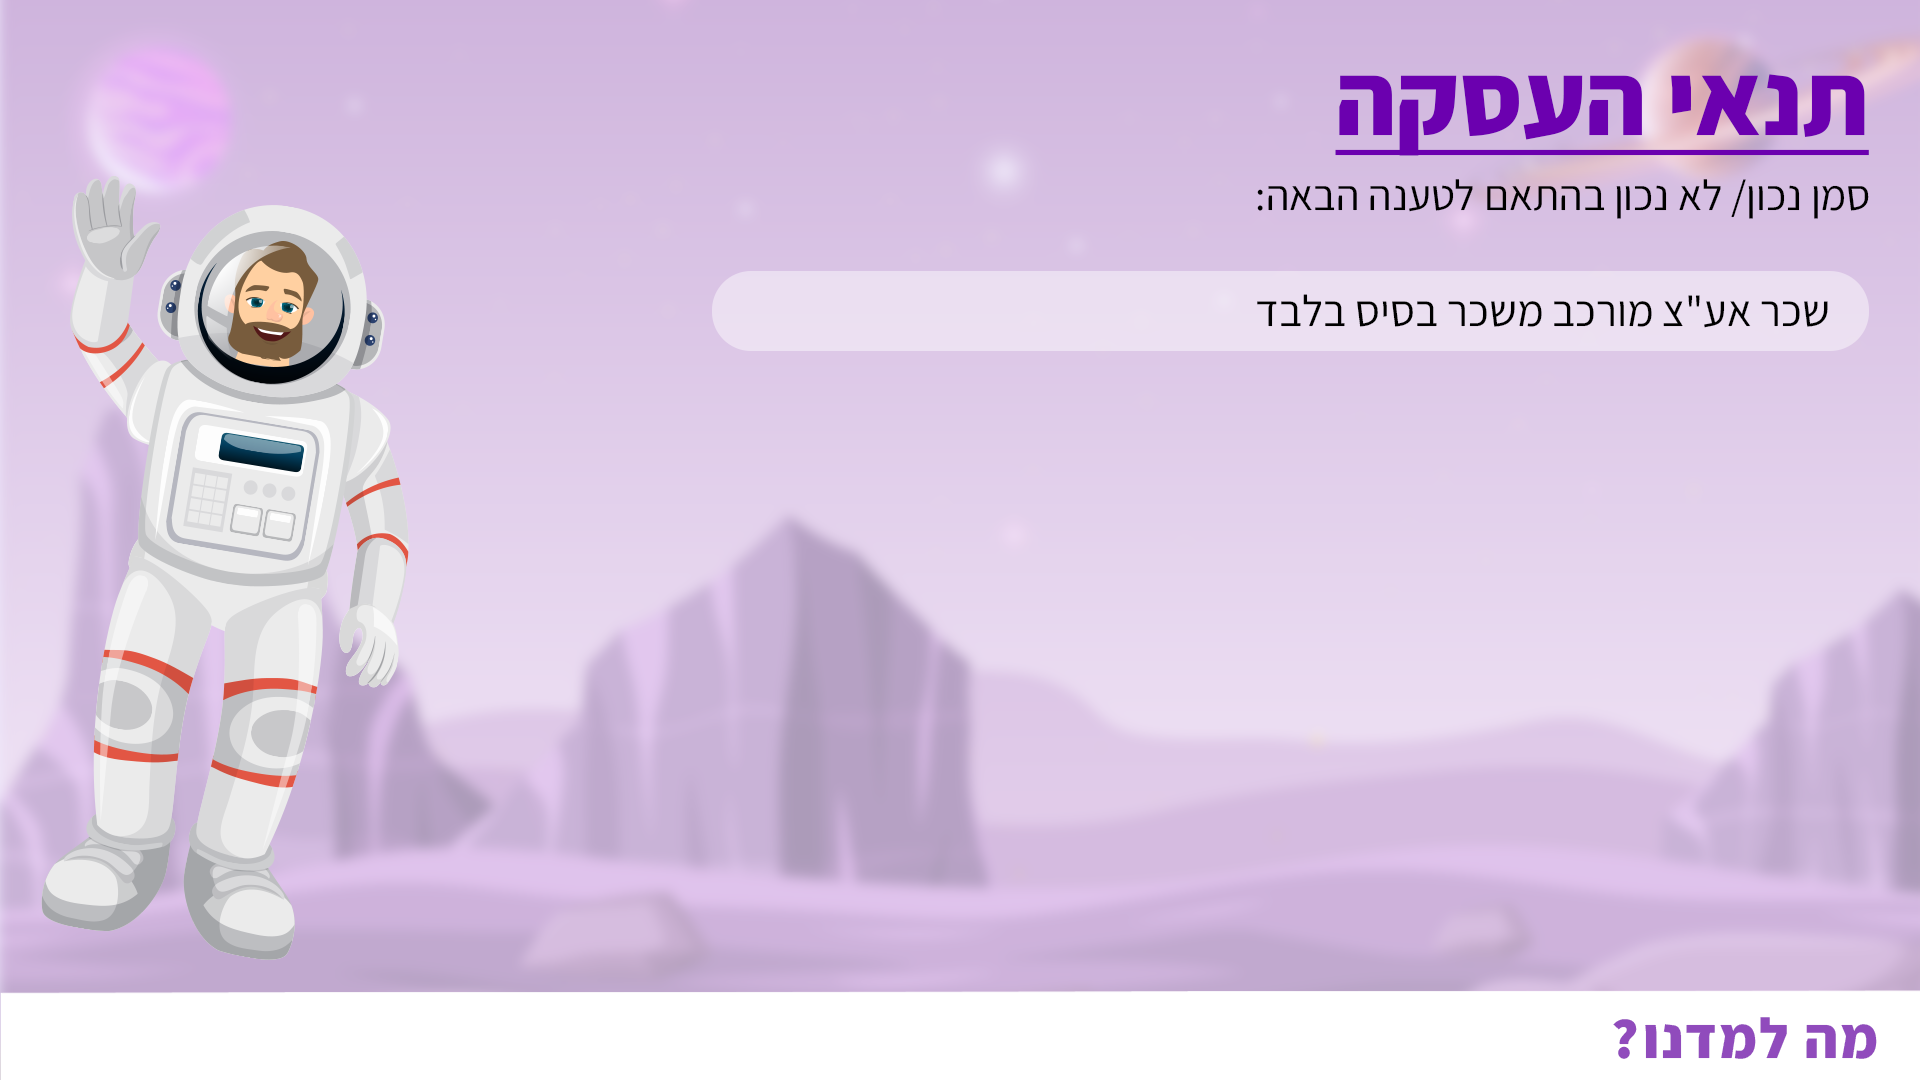 תנאי העסקה
סמן נכון/ לא נכון בהתאם לטענה הבאה:
שכר אע"צ מורכב משכר בסיס בלבד
מה למדנו?